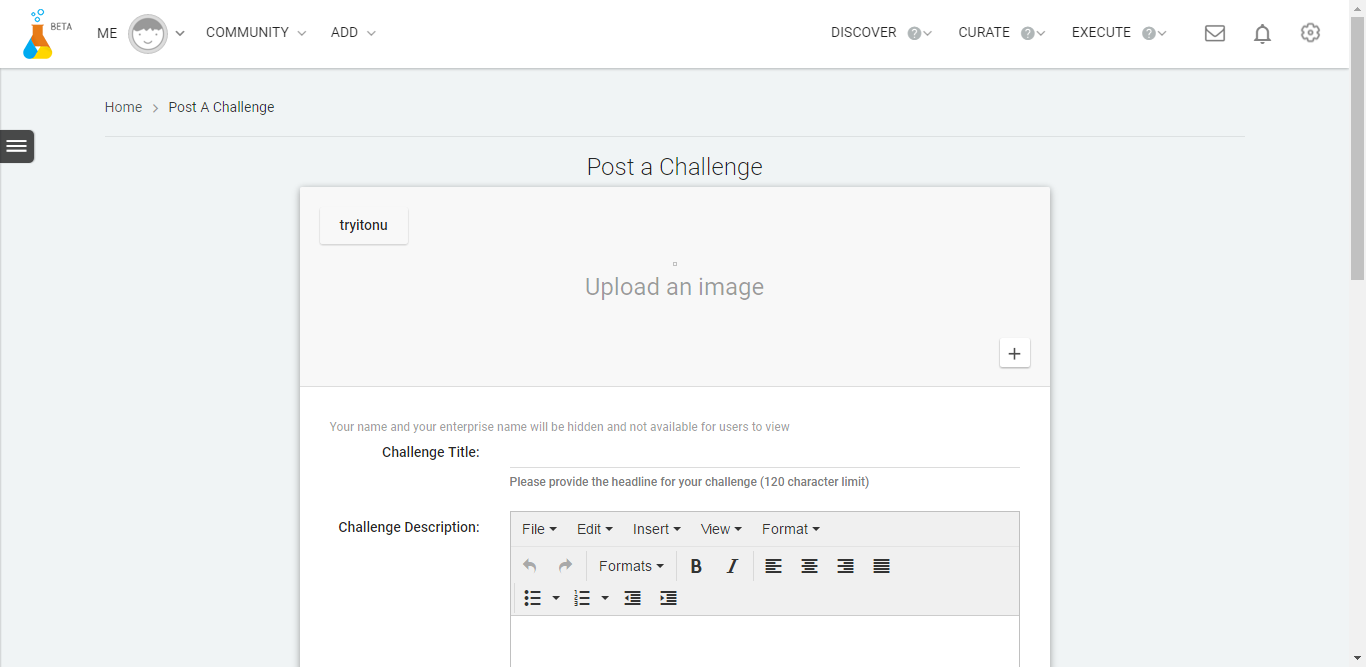 BETA
ME COMMUNITY ADD DISCOVER ? CURATE ? EXECUTE ?
Home > Post A Challenge
Post a Challenge
tryitonu
Upload an image
+
Your name and your enterprise name will be hidden and not available for users to view
Challenge Title:
Please provide the headline for your challenge (120 character limit)
Challenge Description:
File Edit Insert View Format
Formats B I